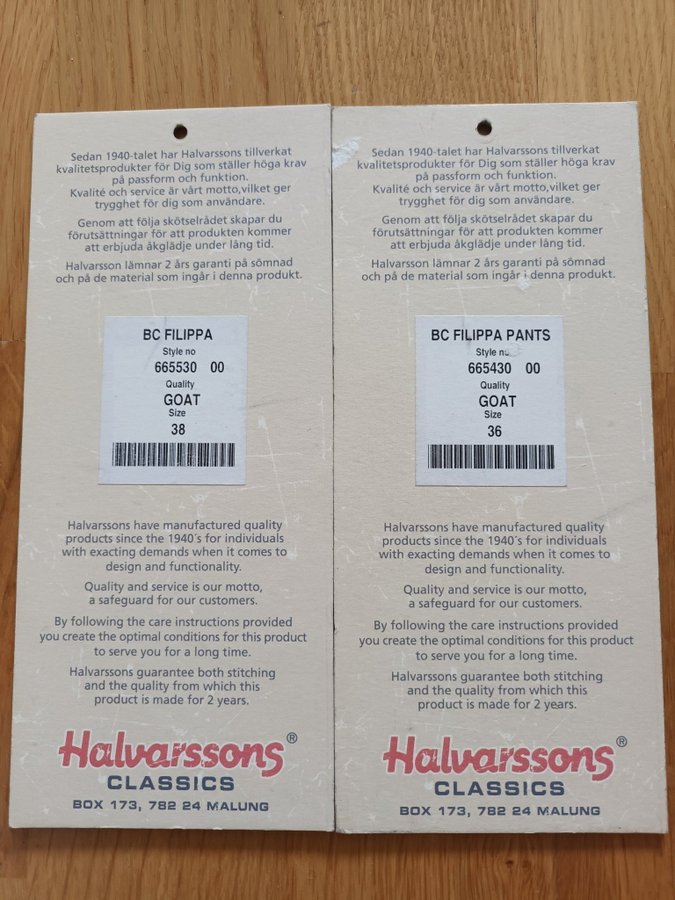 Sedan 1940-talet har Halvarssons tillverkat
kvalitetsprodukter för Dig som ställer höga krav
på passform och funktion.
Kvalité och service är vårt motto,vilket ger
trygghet för dig som användare.
Genom att följa skötselrådet skapar du
förutsättningar för att produkten kommer
att erbjuda åkglädje under lång tid.
Halvarsson lämnar 2 års garanti på sömnad
och på de material som ingår i denna produkt.
BC FILIPPA
Style no
665530 00
Quality
GOAT
Size
38
Halvarssons have manufactured quality
products since the 1940´s for individuals
with exacting demands when it comes to
design and functionality.
Quality and service is our motto,
a safeguard for our customers.
By following the care instructions provided
you create the optimal conditions for this product
to serve you for a long time.
Halvarssons guarantee both stitching
and the quality from which this
product is made for 2 years.
Halvarssons®
CLASSICS
BOX 173, 782 24 MALUNG
Sedan 1940-talet har Halvarssons tillverkat
kvalitetsprodukter för Dig som ställer höga krav
på passform och funktion.
Kvalité och service är vårt motto,vilket ger
trygghet för dig som användare.
Genom att följa skötselrådet skapar du
förutsättningar för att produkten kommer
att erbjuda åkglädje under lång tid.
Halvarsson lämnar 2 års garanti på sömnad
och på de material som ingår i denna produkt.
BC FILIPPA PANTS
Style no
665430 00
Quality
GOAT
Size
36
Halvarssons have manufactured quality
products since the 1940´s for individuals
with exacting demands when it comes to
design and functionality.
Quality and service is our motto,
a safeguard for our customers.
By following the care instructions provided
you create the optimal conditions for this product
to serve you for a long time.
Halvarssons guarantee both stitching
and the quality from which this
product is made for 2 years.
Halvarssons®
CLASSICS
BOX 173, 782 24 MALUNG